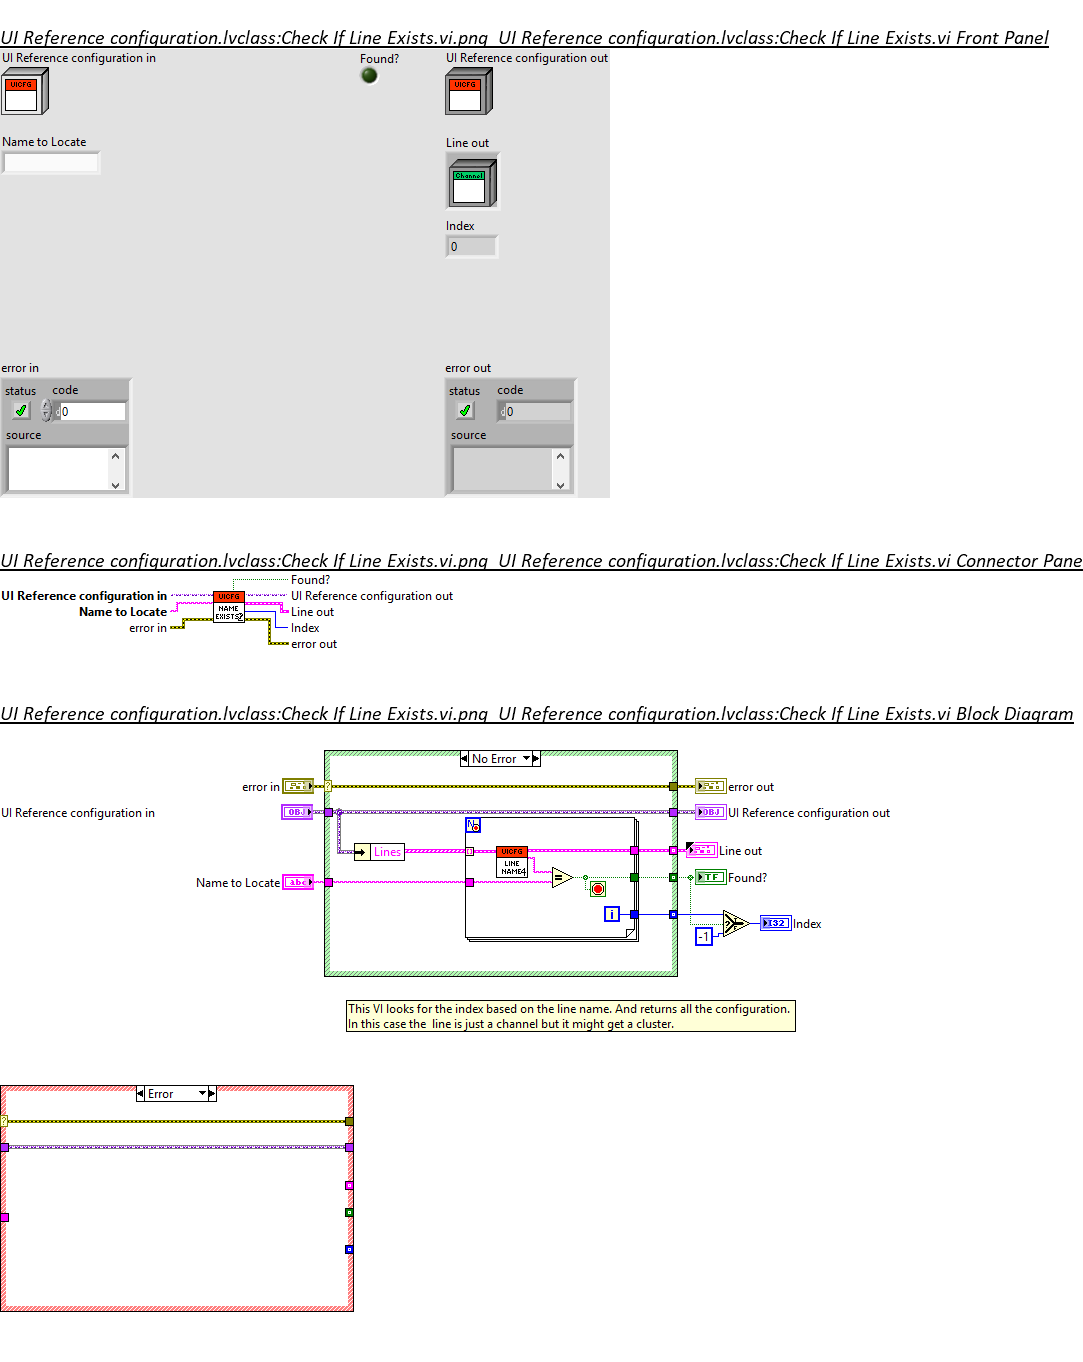 UI Reference configuration.lvclass:Check If Line Exists.vi.png UI Reference configuration.lvclass:Check If Line Exists.vi Front Panel
UI Reference configuration in
Found?
UI Reference configuration out
UICFG
UICFG
Name to Locate
Line out
Channel
Index
0
error in
error out
status code
status code
d 0
d 0
source
source
UI Reference configuration.lvclass:Check If Line Exists.vi.png UI Reference configuration.lvclass:Check If Line Exists.vi Connector Pane
Found?
UI Reference configuration in
UICFG
UI Reference configuration out
Name to Locate
NAME
EXISTS?
Line out
error in
Index
error out
UI Reference configuration.lvclass:Check If Line Exists.vi.png UI Reference configuration.lvclass:Check If Line Exists.vi Block Diagram
No Error
error in
?
error out
UI Reference configuration in
OBJ
OBJ
UI Reference configuration out
N
Lines
UICFG
LINE
NAME
Line out
Name to Locate
abc
=
TF
Found?
i
?
T
F
-1
I32
Index
This VI looks for the index based on the line name. And returns all the configuration.
In this case the line is just a channel but it might get a cluster.
Error
?